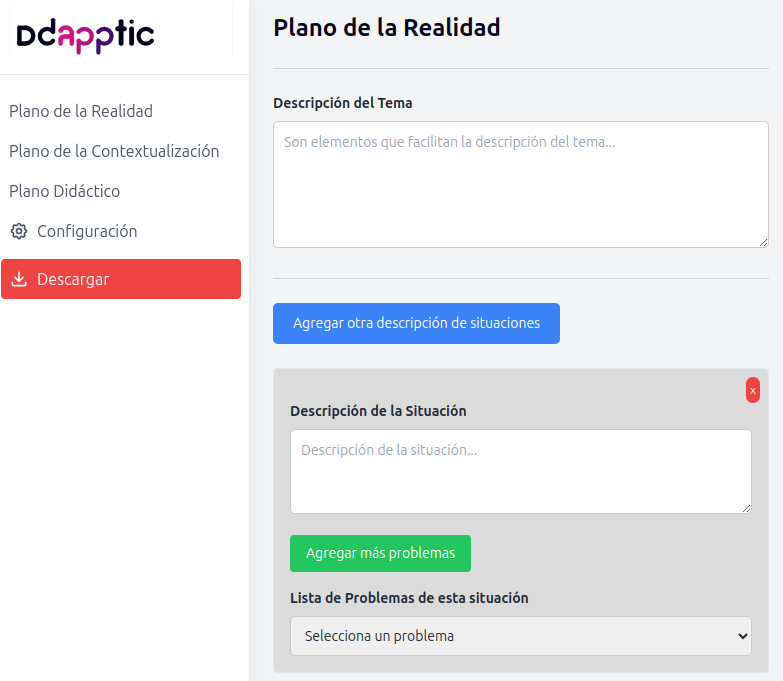 Ddapptic
Plano de la Realidad
Plano de la Contextualización
Plano Didáctico
Configuración
Descargar
Plano de la Realidad
Descripción del Tema
Son elementos que facilitan la descripción del tema...
Agregar otra descripción de situaciones
x
Descripción de la Situación
Descripción de la situación...
Agregar más problemas
Lista de Problemas de esta situación
Selecciona un problema